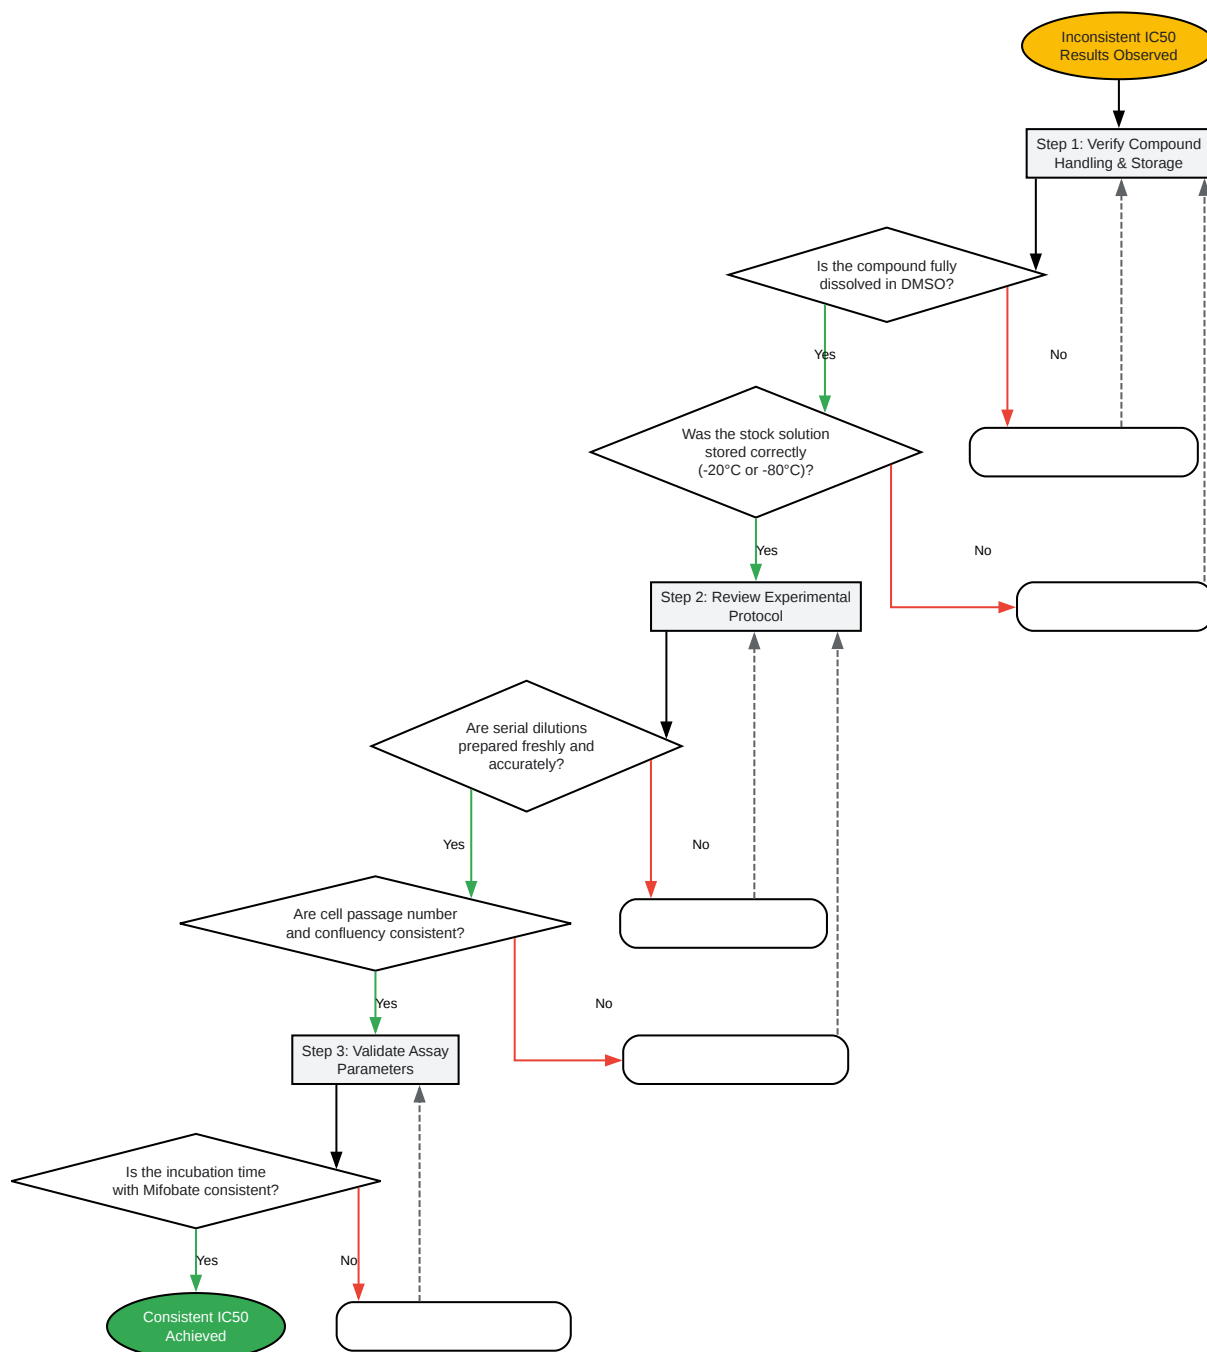 Inconsistent IC50
Results Observed
Step 1: Verify Compound
Handling & Storage
Is the compound fully
dissolved in DMSO?
Yes
No
Was the stock solution
stored correctly
(-20°C or -80°C)?
Yes
No
Step 2: Review Experimental
Protocol
Are serial dilutions
prepared freshly and
accurately?
Yes
No
Are cell passage number
and confluency consistent?
Yes
No
Step 3: Validate Assay
Parameters
Is the incubation time
with Mifobate consistent?
Yes
No
Consistent IC50
Achieved